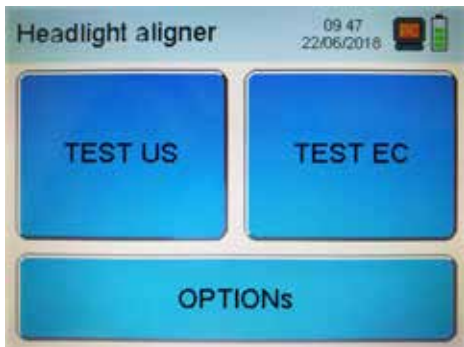 Headlight aligner
09 47
22/06/2018
TEST US
TEST EC
OPTIONs